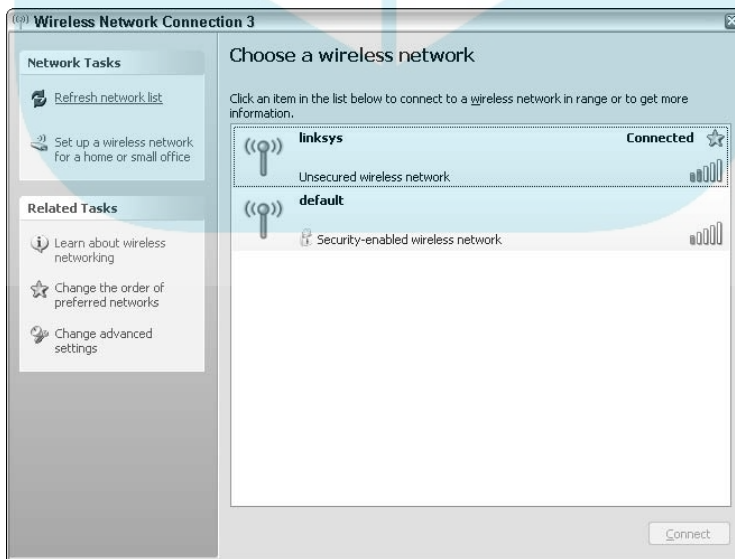 Wireless Network Connection 3
Network Tasks
Refresh network list
Set up a wireless network
for a home or small office
Related Tasks
Learn about wireless
networking
Change the order of
preferred networks
Change advanced
settings
Choose a wireless network
Click an item in the list below to connect to a wireless network in range or to get more
information.
linksys
Connected
Unsecured wireless network
default
Security-enabled wireless network
Connect